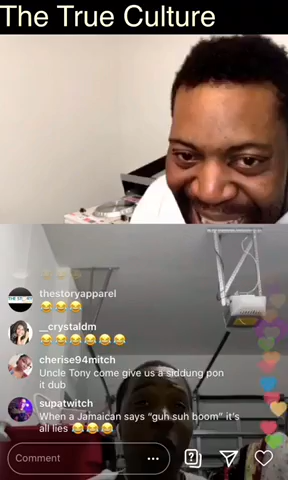 The True Culture
thestoryapparel
😂😂😂
__crystaldm
😂😂😂😂😂😂
cherise94mitch
Uncle Tony come give us a siddung pon
it dub
supatwitch
When a Jamaican says “guh suh boom” it’s
all lies 😂😂😂
Comment